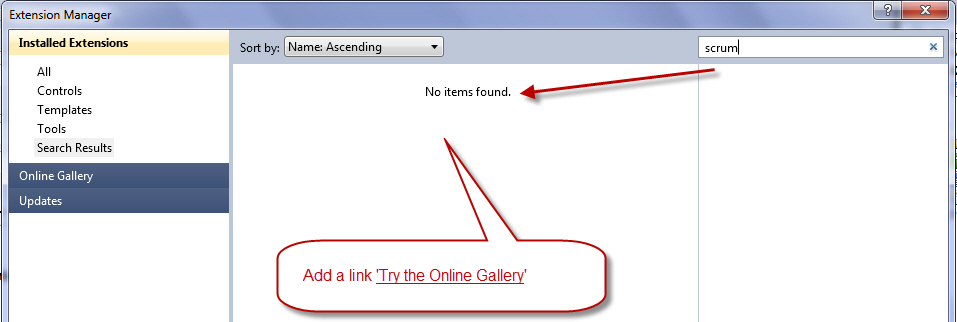 Extension Manager
Installed Extensions
All
Controls
Templates
Tools
Search Results
Online Gallery
Updates
Sort by: Name: Ascending
scrum
No items found.
Add a link 'Try the Online Gallery'